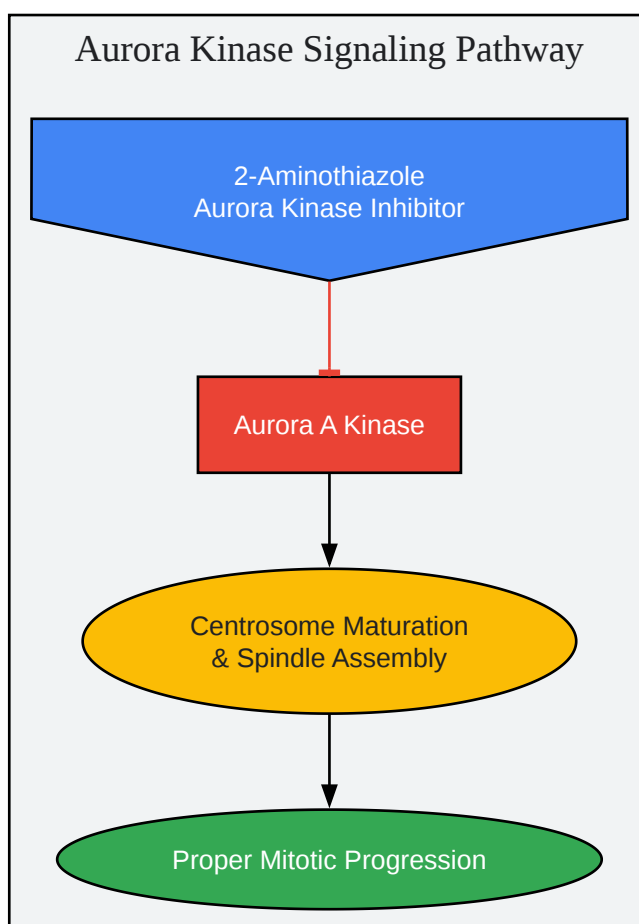 Aurora Kinase Signaling Pathway
2-Aminothiazole
Aurora Kinase Inhibitor
Aurora A Kinase
Centrosome Maturation
& Spindle Assembly
Proper Mitotic Progression